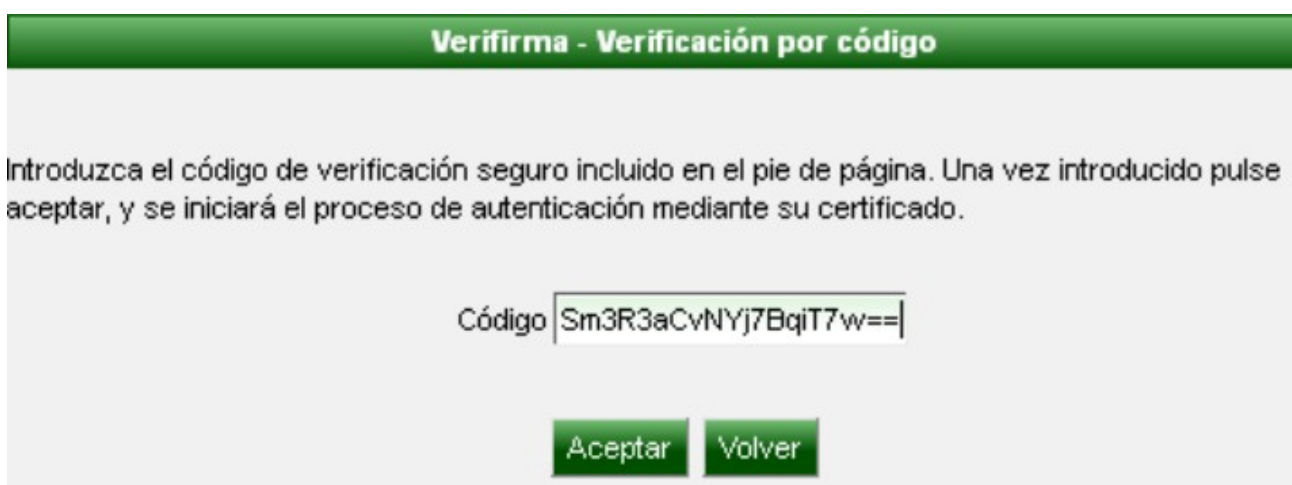 Verifirma - Verificación por código
Introduzca el código de verificación seguro incluido en el pie de página. Una vez introducido pulse
aceptar, y se iniciará el proceso de autenticación mediante su certificado.
Código Sm3R3aCvNYj7BqiT7w==
Aceptar Volver